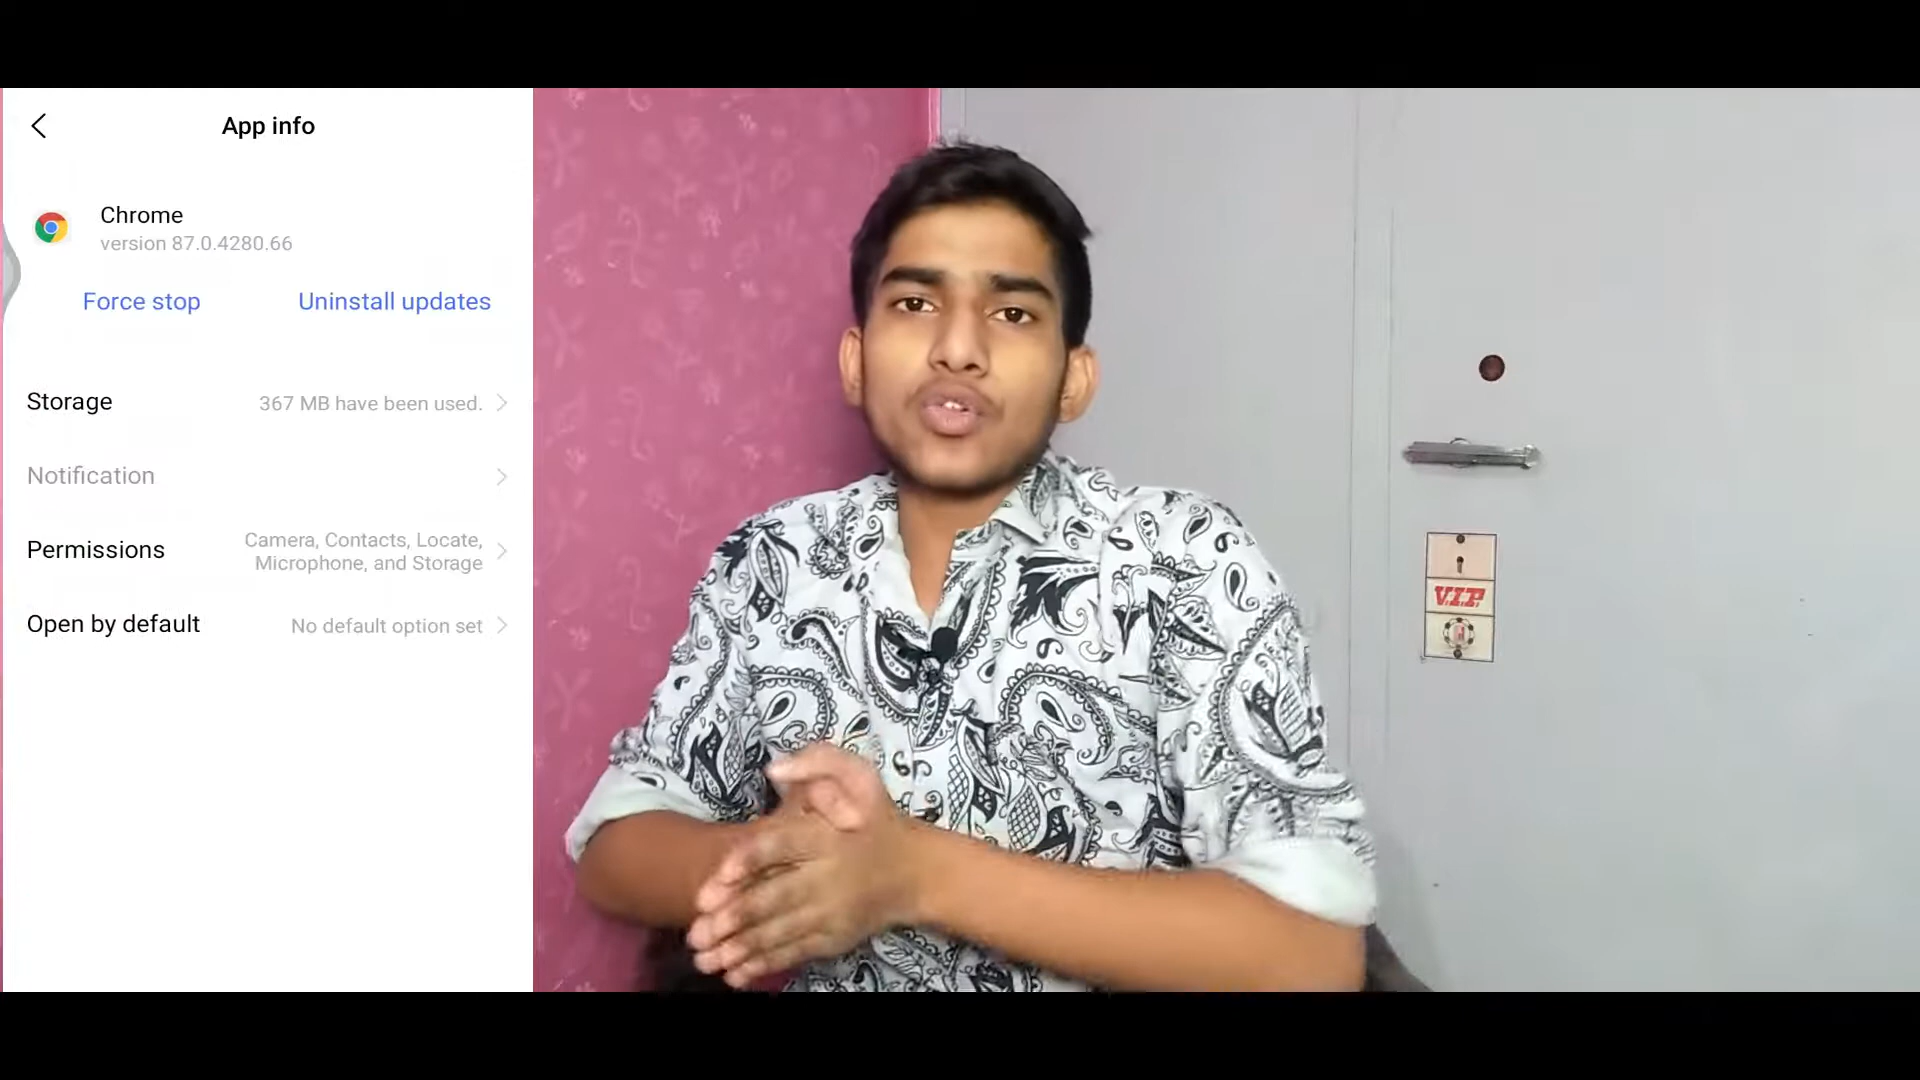 App info
Chrome
version 87.0.4280.66
Force stop
Uninstall updates
Storage
367 MB have been used.
Notification
Permissions
Camera, Contacts, Locate,
Microphone, and Storage
Open by default
No default option set
V.I.P.